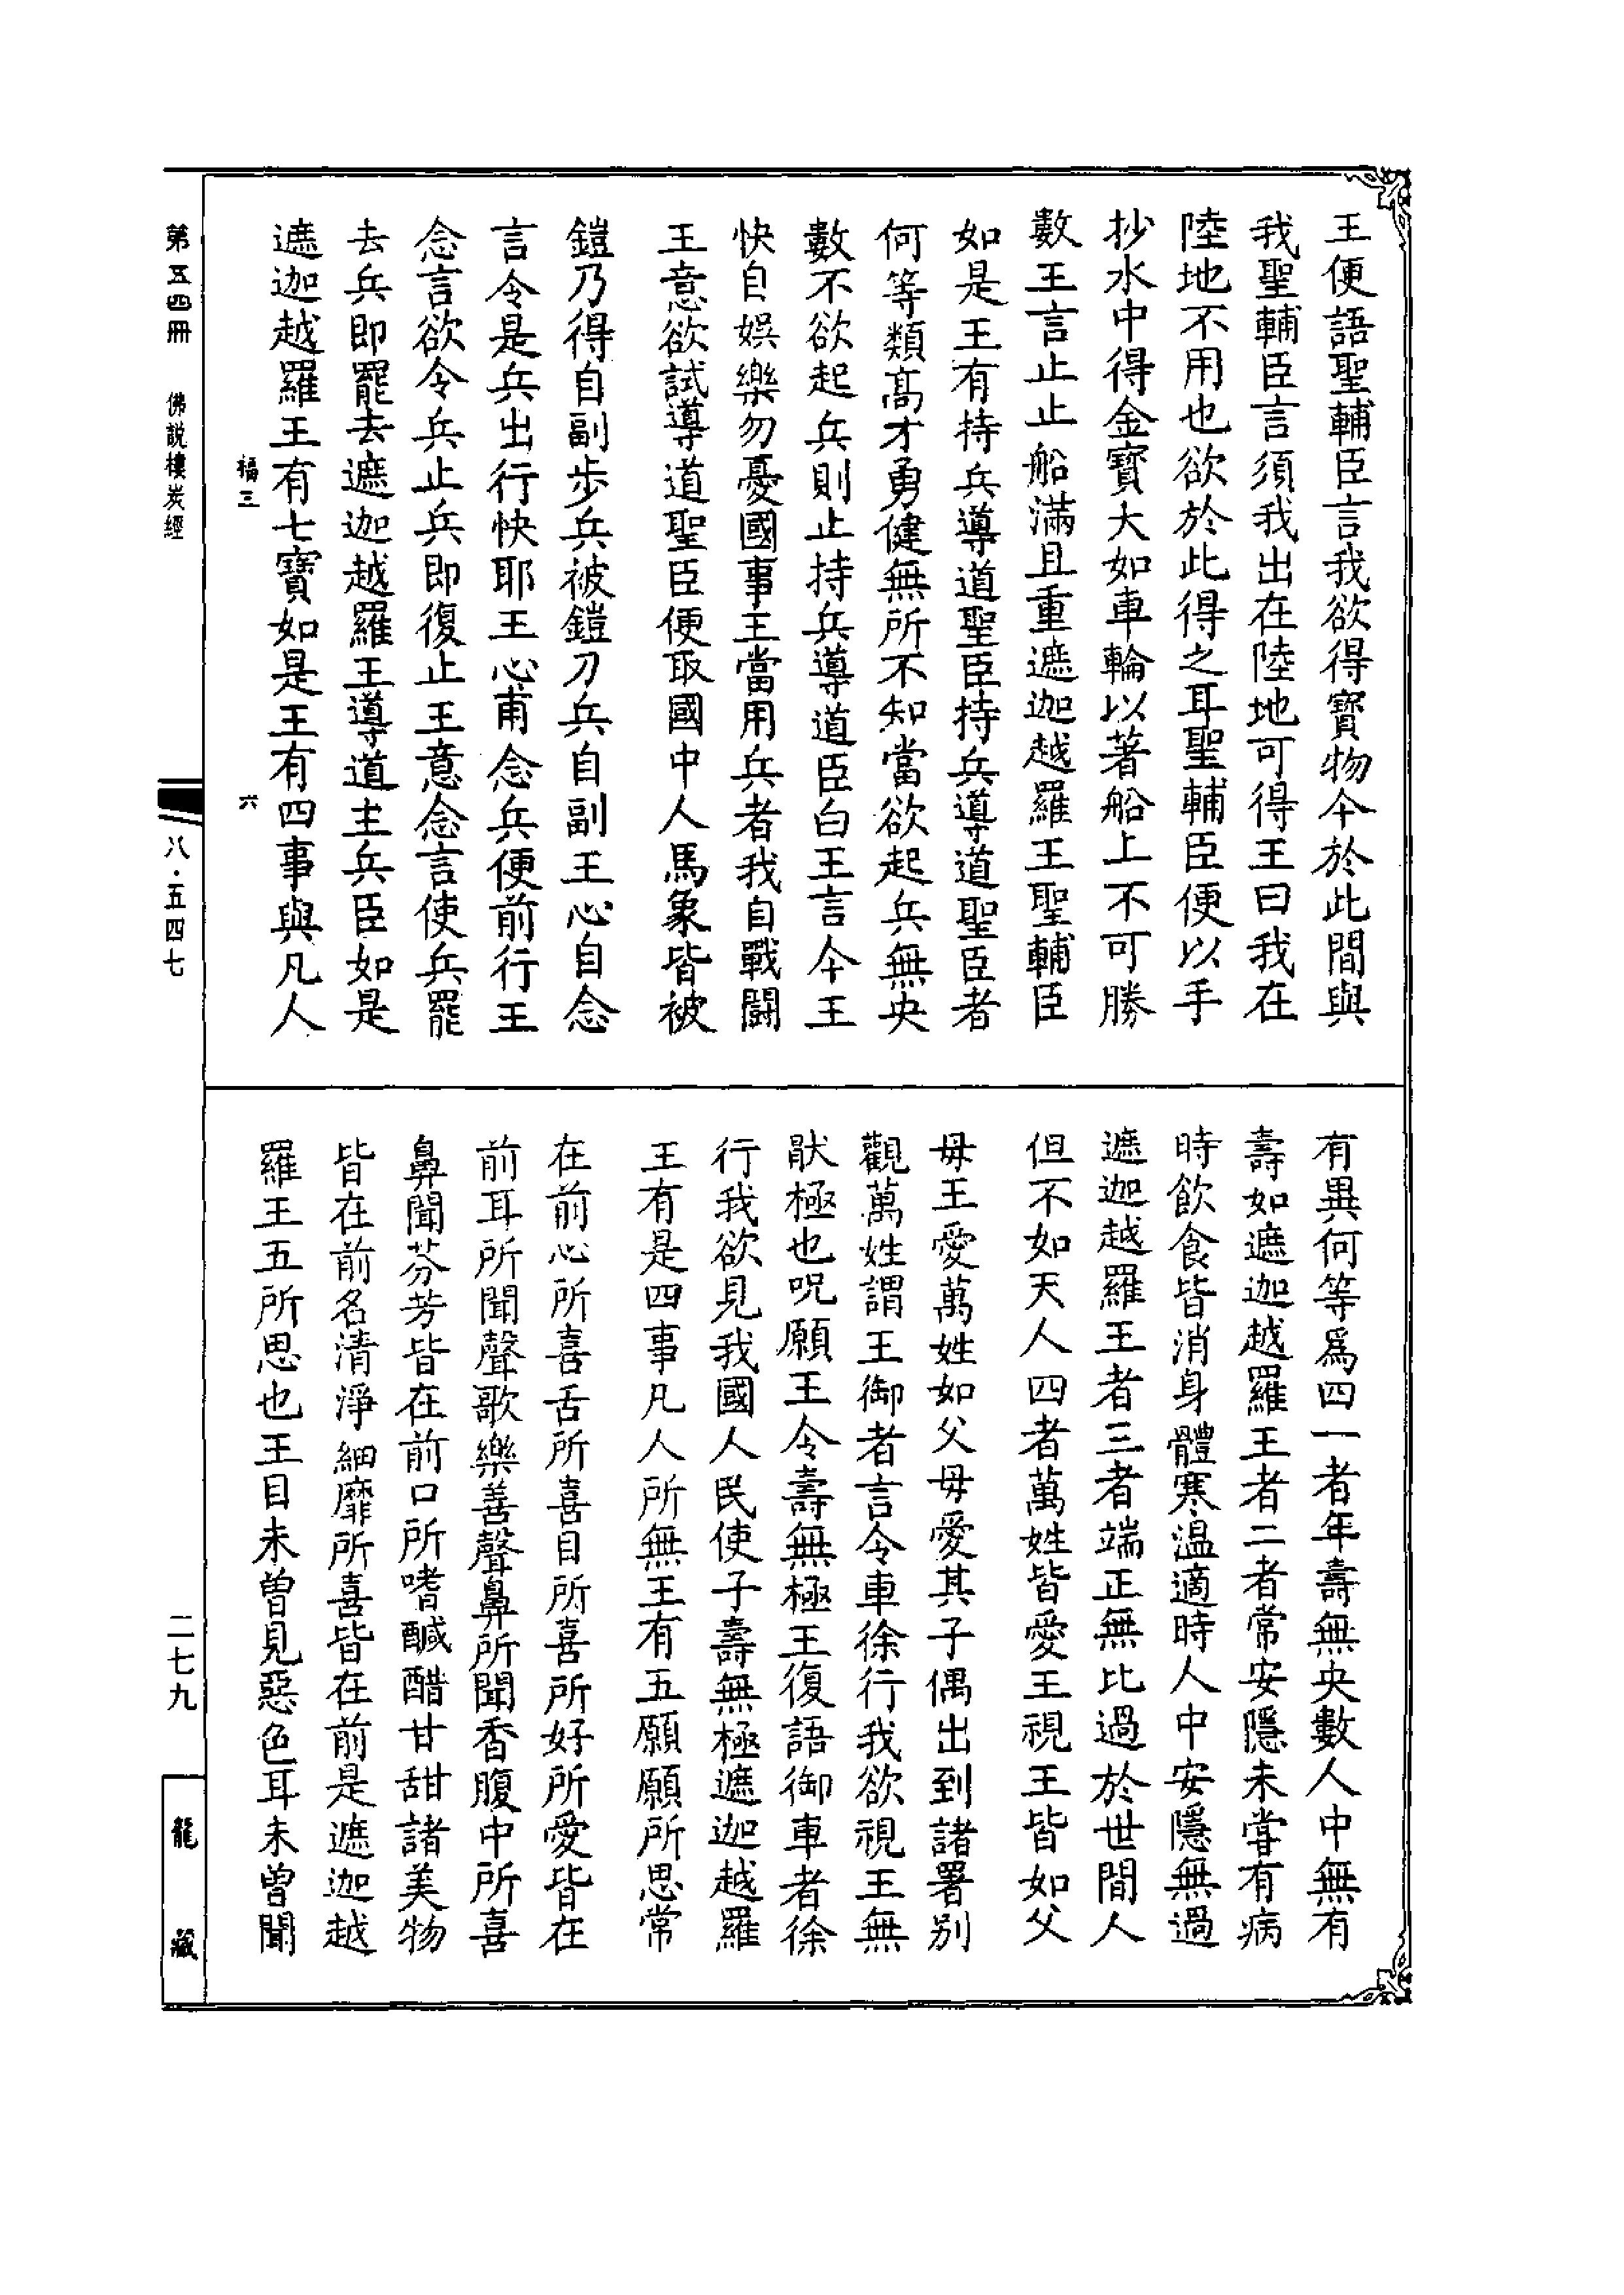 王便語聖輔臣言我欲得寶物今於此間與
我聖輔臣言須我出在陸地可得王曰我在
陸地不用也欲於此得之耳聖輔臣便以手
抄水中得金寶大如車輪以著船上不可勝
數王言止止船滿且重遮迦越羅王聖輔臣
如是王有持兵導道聖臣持兵導道聖臣者
何等類髙才勇健無所不知當欲起兵無央
數不欲起兵則止持兵導道臣白王言今王
快自娛樂勿憂國事王當用兵者我自戰鬭
王意欲試導道聖臣便取國中人馬象皆被
鎧乃得自副步兵被鎧刀兵自副王心自念
言令是兵出行快耶王心甫念兵便前行王
念言欲令兵止兵即復止王意念言使兵罷
去兵即罷去遮迦越羅王導道主兵臣如是
遮迦越羅王有七寶如是王有四事與凡人
福三 六
有異何等爲四一者年壽無央數人中無有
壽如遮迦越羅王者二者常安隱未甞有病
時飲食皆消身體寒温適時人中安隱無過
遮迦越羅王者三者端正無比過於世間人
但不如天人四者萬姓皆愛王視王皆如父
母王愛萬姓如父母愛其子偶出到諸署别
觀萬姓謂王御者言令車徐行我欲視王無
猒極也呪願王令壽無極王復語御車者徐
行我欲見我國人民使子壽無極遮迦越羅
王有是四事凡人所無王有五願願所思常
在前心所喜舌所喜目所喜所好所愛皆在
前耳所聞聲歌樂善聲鼻所聞香腹中所喜
鼻聞芬芳皆在前口所嗜醎醋甘甜諸美物
皆在前名清淨細靡所喜皆在前是遮迦越
羅王五所思也王目未曾見惡色耳未曾聞
第五四冊 佛説樓炭經
八·五四七
二七九
龍藏